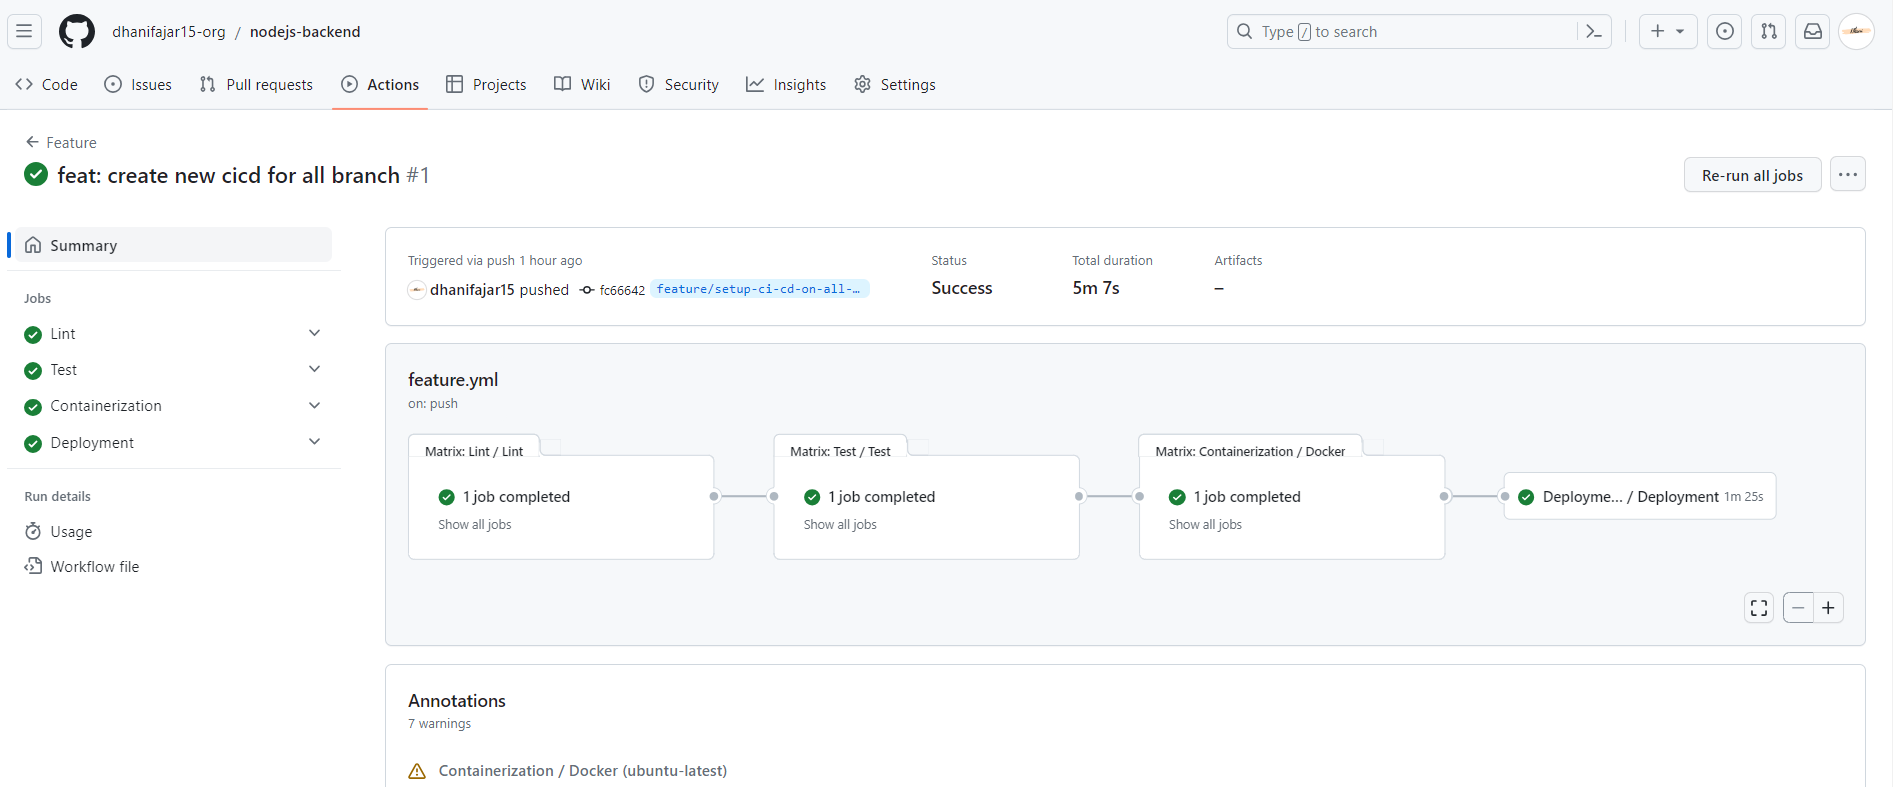 dhanifajar15-org / nodejs-backend
Type / to search
Code
Issues
Pull requests
Actions
Projects
Wiki
Security
Insights
Settings
Feature
feat: create new cicd for all branch #1
Re-run all jobs
Summary
Jobs
Lint
Test
Containerization
Deployment
Run details
Usage
Workflow file
Triggered via push 1 hour ago
dhanifajar15 pushed fc66642 feature/setup-ci-cd-on-all-…
Status
Success
Total duration
5m 7s
Artifacts
–
feature.yml
on: push
Matrix: Lint / Lint
1 job completed
Show all jobs
Matrix: Test / Test
1 job completed
Show all jobs
Matrix: Containerization / Docker
1 job completed
Show all jobs
Deployme... / Deployment 1m 25s
Annotations
7 warnings
Containerization / Docker (ubuntu-latest)